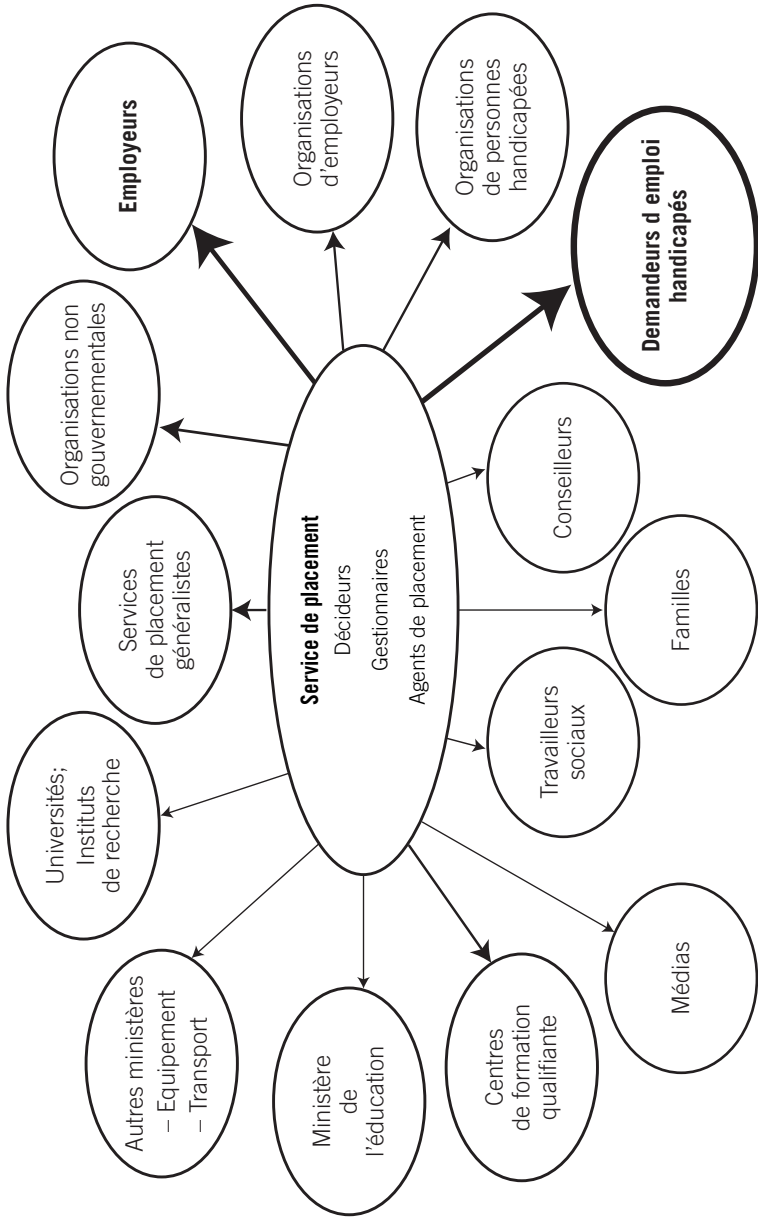 Autres ministères
– Equipement
– Transport
Universités;
Instituts
de recherche
Services
de placement
généralistes
Organisations non
gouvernementales
Employeurs
Ministère
de
l'éducation
Service de placement
Décideurs
Gestionnaires
Agents de placement
Organisations
d'employeurs
Centres
de formation
qualifiante
Travailleurs
sociaux
Conseilleurs
Organisations
de personnes
handicapées
Médias
Familles
Demandeurs d emploi
handicapés